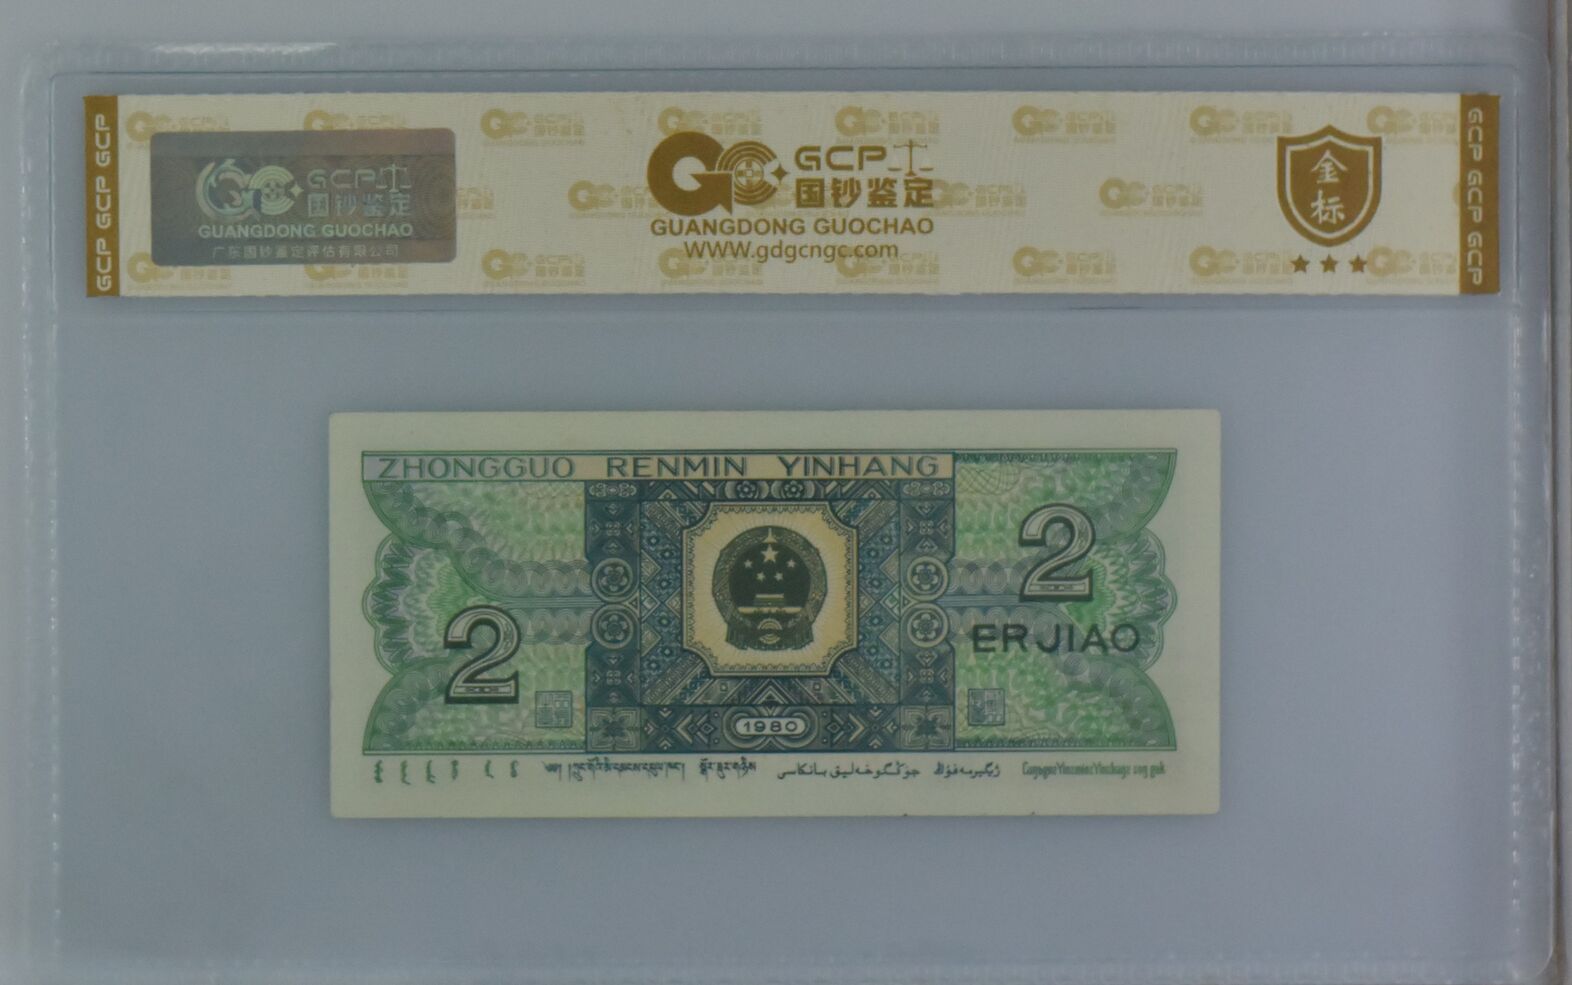 GCP GCP GCP
GCP
国钞鉴定
GUANGDONG GUOCHAO
广东国钞鉴定评估有限公司
GCP
国钞鉴定
GUANGDONG GUOCHAO
WWW.gdgcngc.com
金标
GCP GCP GCP
ZHONGGUO RENMIN YINHANG
2
2
ERJIAO
1980